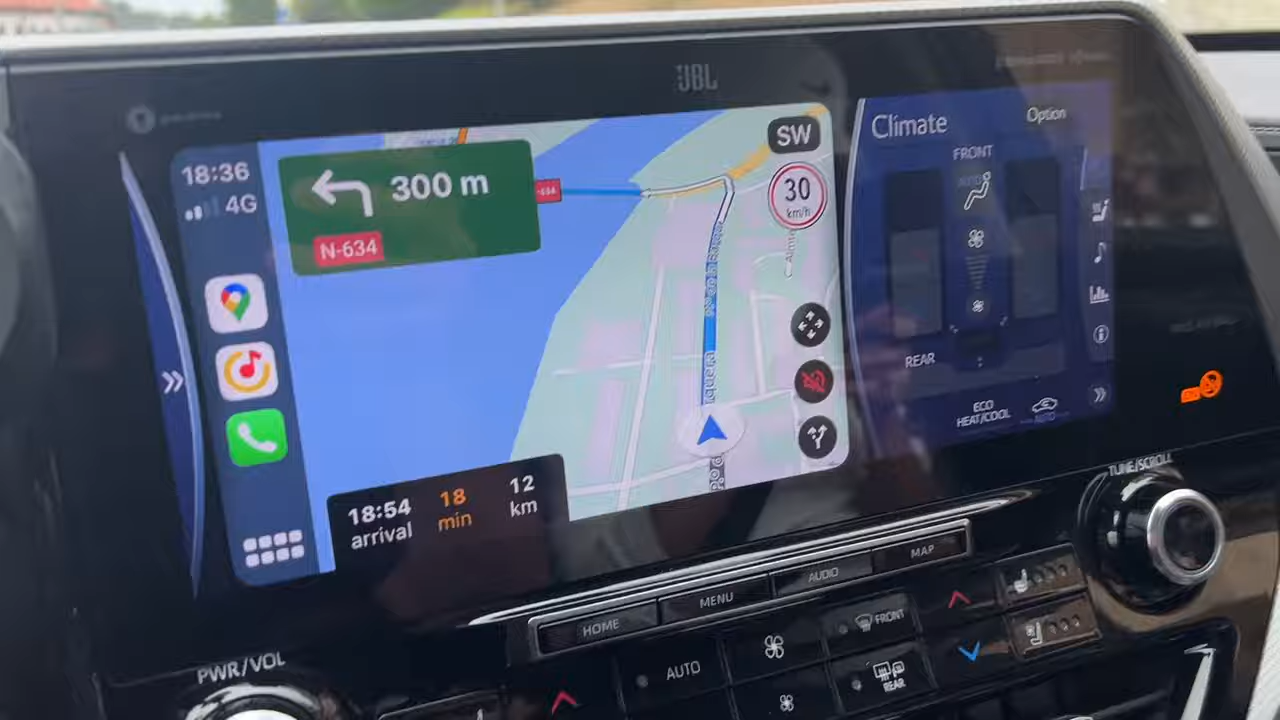 JBL
18:36
4G
300 m
N-634
SW
30
km/h
18:54
arrival
18
min
12
km
Climate
Option
FRONT
REAR
ECO
HEAT/COOL
AUTO
TUNE/SCROLL
PWR/VOL
HOME
MENU
AUDIO
MAP
AUTO
FRONT
REAR